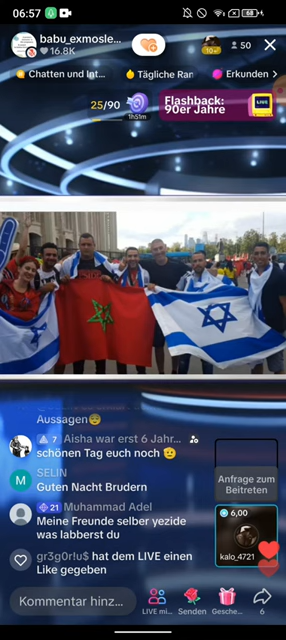 06:57
68
babu_exmosle...
16.8K
50
Chatten und Int...
Tägliche Ran
Erkunden >
25/90
1h51m
Flashback:
90er Jahre
LIVE
Aussagen
7 Aisha war erst 6 Jahr...
schönen Tag euch noch
SELIN
M
Guten Nacht Brudern
21 Muhammad Adel
Meine Freunde selber yezide
was labberst du
gr3g0r!u$ hat dem LIVE einen
Like gegeben
Anfrage zum
Beitreten
6,00
kalo_4721
Kommentar hinz...
LIVE mi...
Senden
Gesche...
6